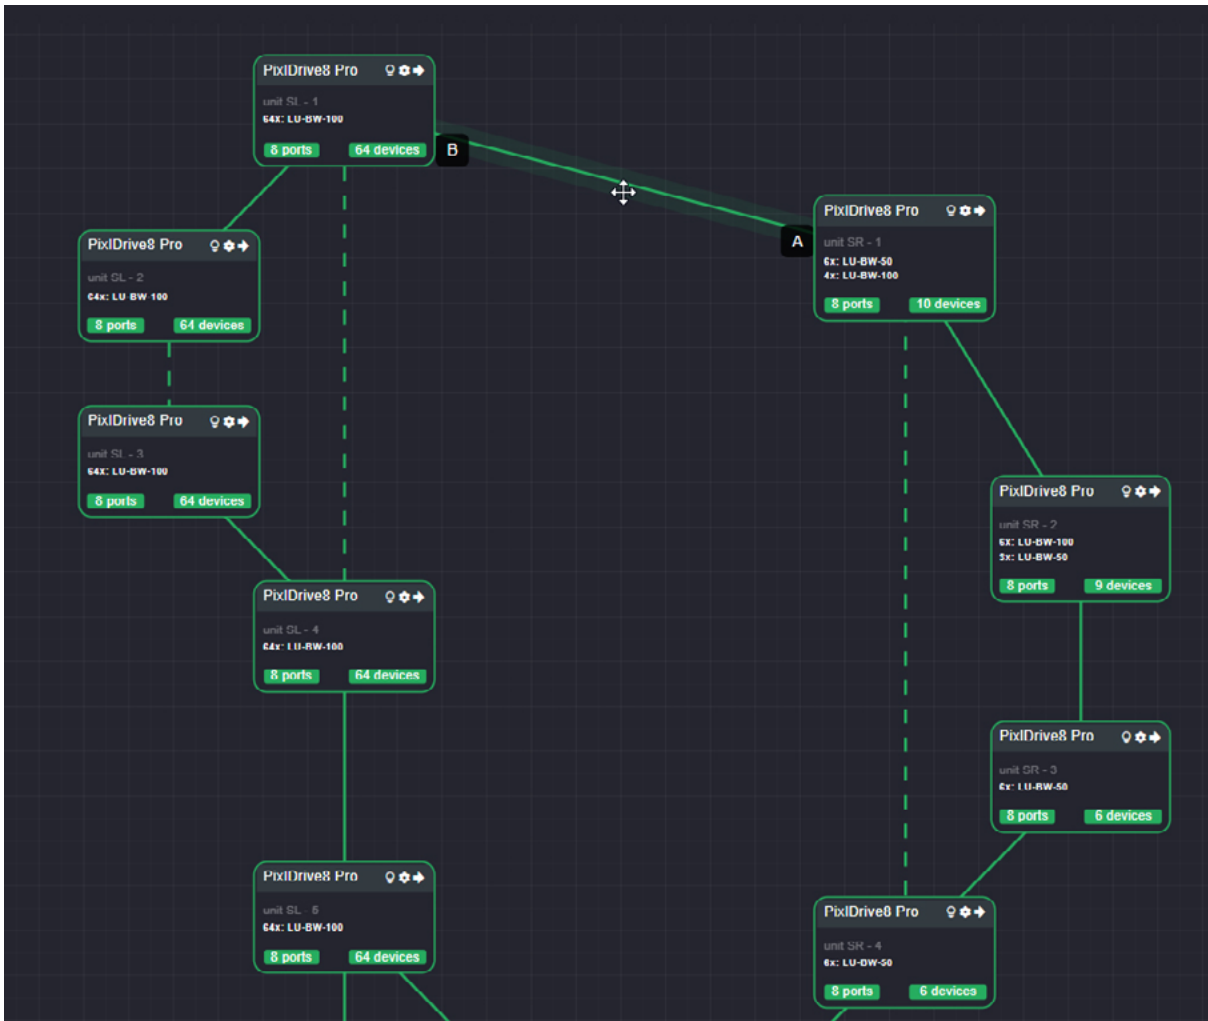 PixlDrive8 Pro
unit SL - 1
64x: LU-BW-100
8 ports 64 devices
B
PixlDrive8 Pro
A
unit SR - 1
6x: LU-BW-50
4x: LU-BW-100
8 ports 10 devices
PixlDrive8 Pro
unit SL - 2
64x: LU-BW-100
8 ports 64 devices
PixlDrive8 Pro
unit SL - 3
64x: LU-BW-100
8 ports 64 devices
PixlDrive8 Pro
unit SR - 2
6x: LU-BW-100
3x: LU-BW-50
8 ports 9 devices
PixlDrive8 Pro
unit SL - 4
64x: LU-BW-100
8 ports 64 devices
PixlDrive8 Pro
unit SR - 3
6x: LU-BW-50
8 ports 6 devices
PixlDrive8 Pro
unit SL - 5
64x: LU-BW-100
8 ports 64 devices
PixlDrive8 Pro
unit SR - 4
6x: LU-BW-50
8 ports 6 devices